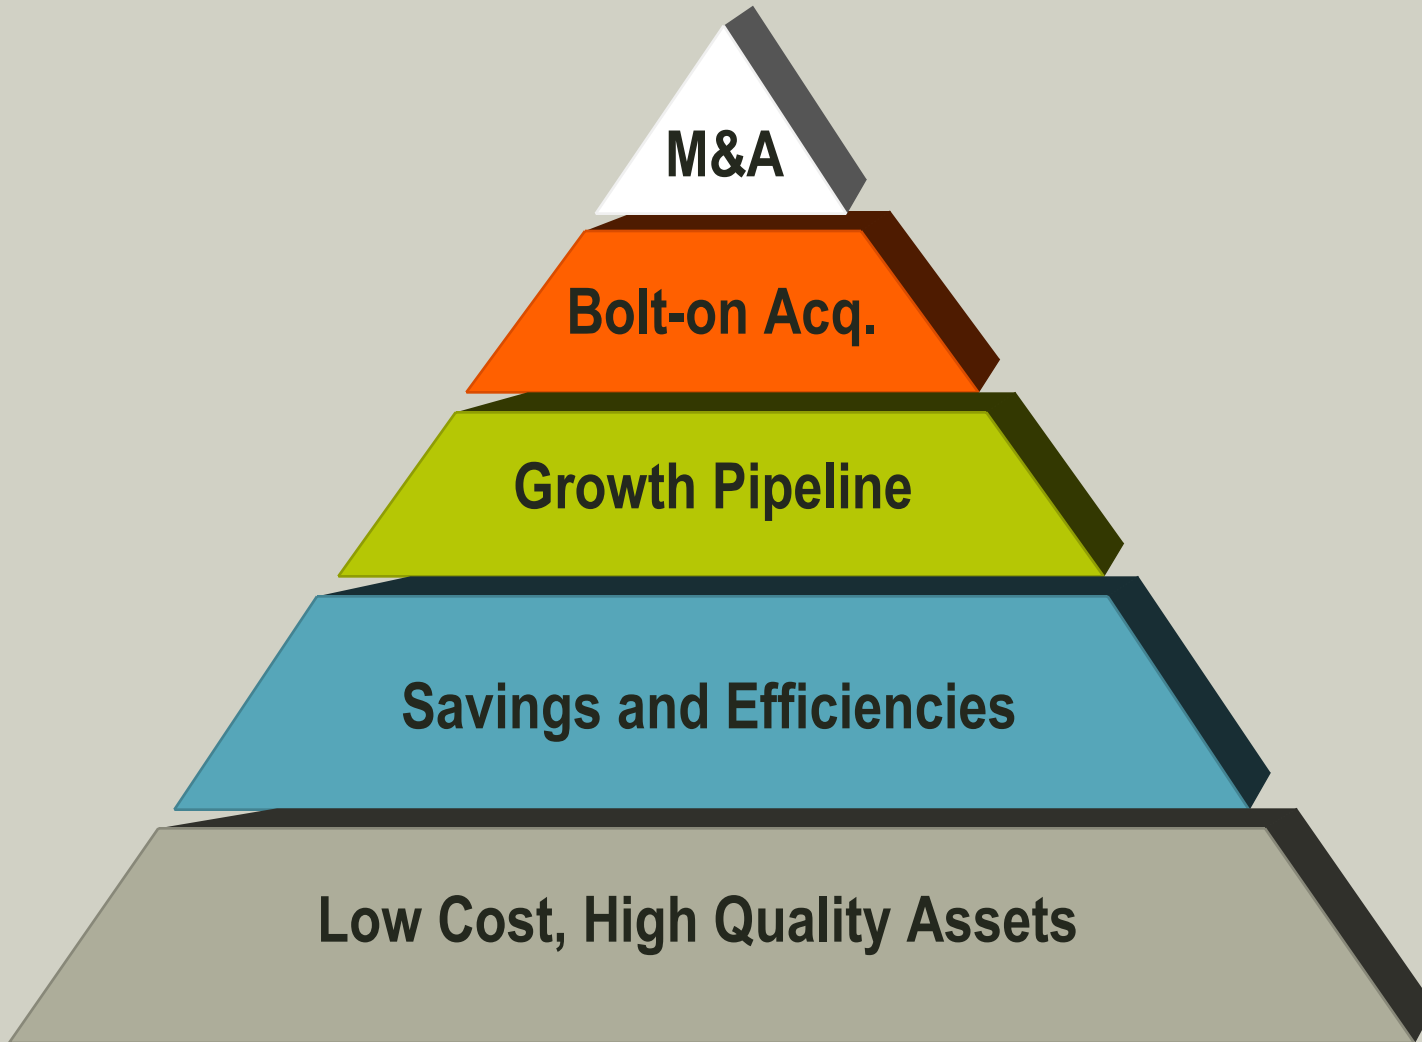 M&A
Bolt-on Acq.
Growth Pipeline
Savings and Efficiencies
Low Cost, High Quality Assets